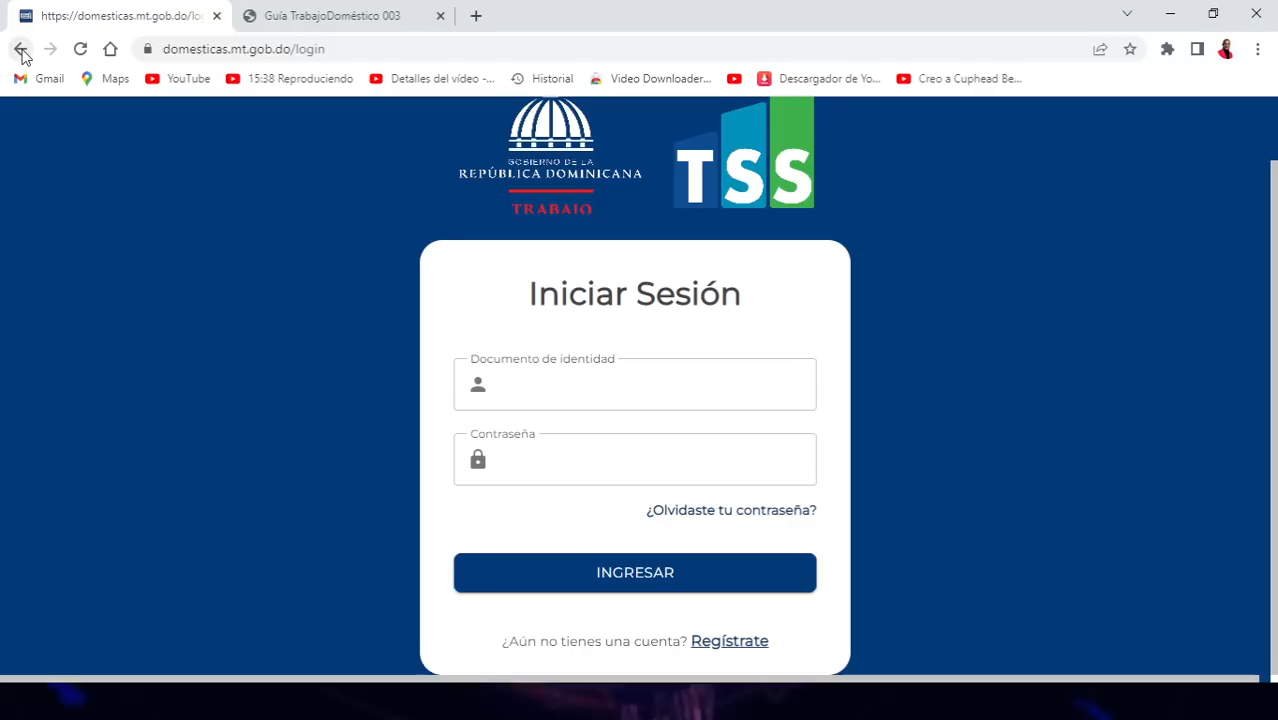 https://domesticas.mt.gob.do/lo
Guía TrabajoDoméstico 003
domesticas.mt.gob.do/login
Gmail
Maps
YouTube
15:38 Reproduciendo
Detalles del vídeo -...
Historial
Video Downloader...
Descargador de Yo...
Creo a Cuphead Be...
GOBIERNO DE LA
REPÚBLICA DOMINICANA
TRABAJO
TSS
Iniciar Sesión
Documento de identidad
Contraseña
¿Olvidaste tu contraseña?
INGRESAR
¿Aún no tienes una cuenta? Regístrate